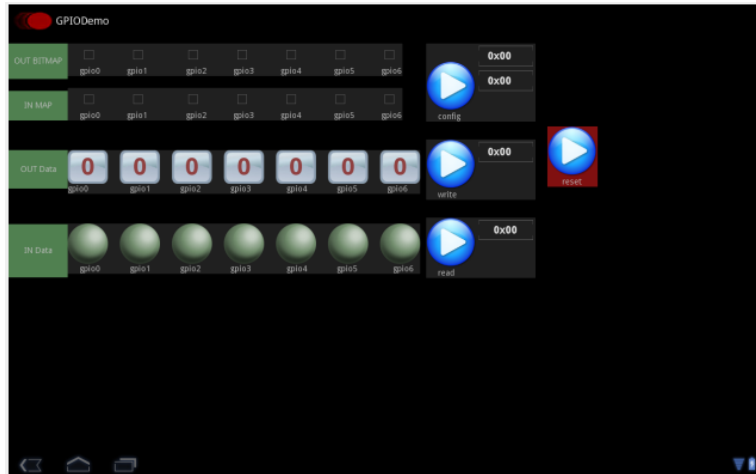 GPIODemo
OUT BITMAP
gpio0 gpio1 gpio2 gpio3 gpio4 gpio5 gpio6
0x00
0x00
config
IN MAP
gpio0 gpio1 gpio2 gpio3 gpio4 gpio5 gpio6
OUT Data
0 0 0 0 0 0 0
gpio0 gpio1 gpio2 gpio3 gpio4 gpio5 gpio6
0x00
write
reset
IN Data
gpio0 gpio1 gpio2 gpio3 gpio4 gpio5 gpio6
0x00
read